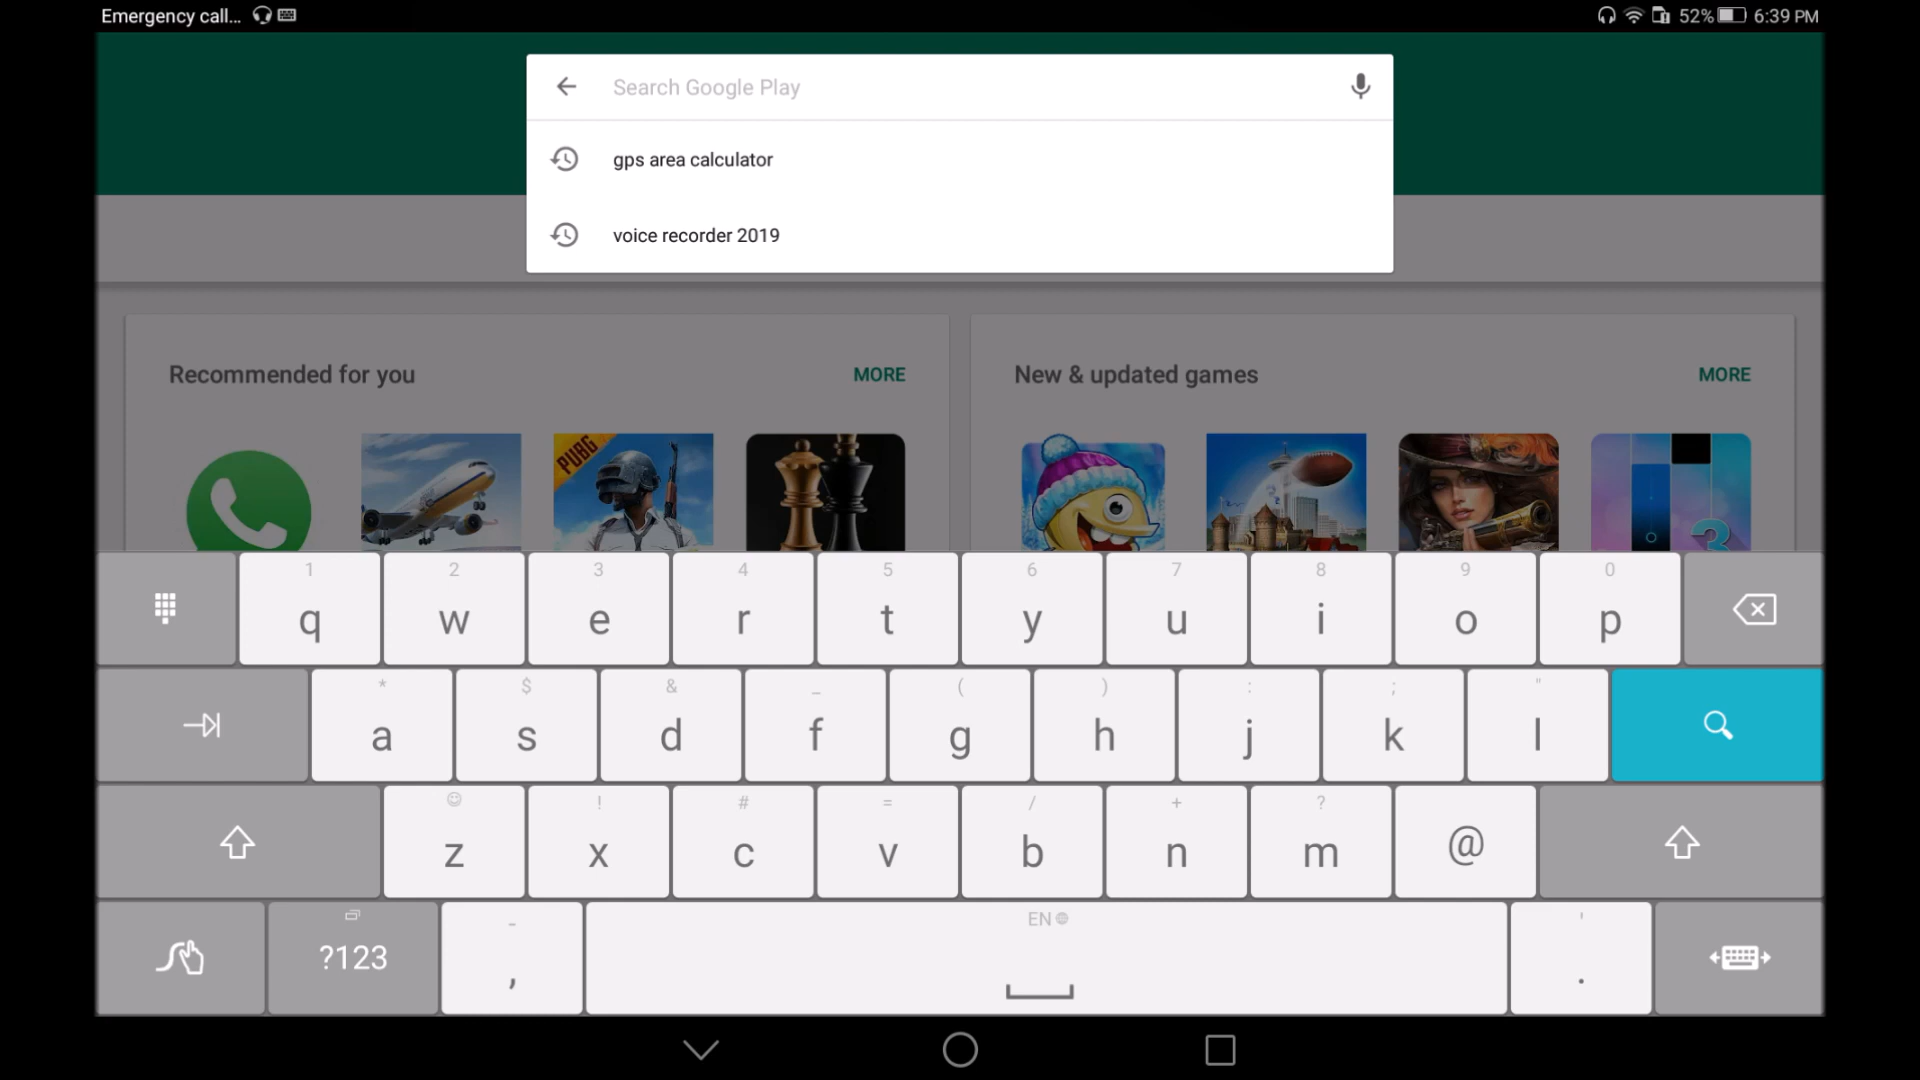 Emergency call...
52% 6:39 PM
Search Google Play
gps area calculator
voice recorder 2019
Recommended for you MORE
New & updated games MORE
PUBG
3
1 2 3 4 5 6 7 8 9 0
q w e r t y u i o p
* $ & _ ( ) : ; "
a s d f g h j k l
! # = / + ?
z x c v b n m @
- EN '
?123 , .